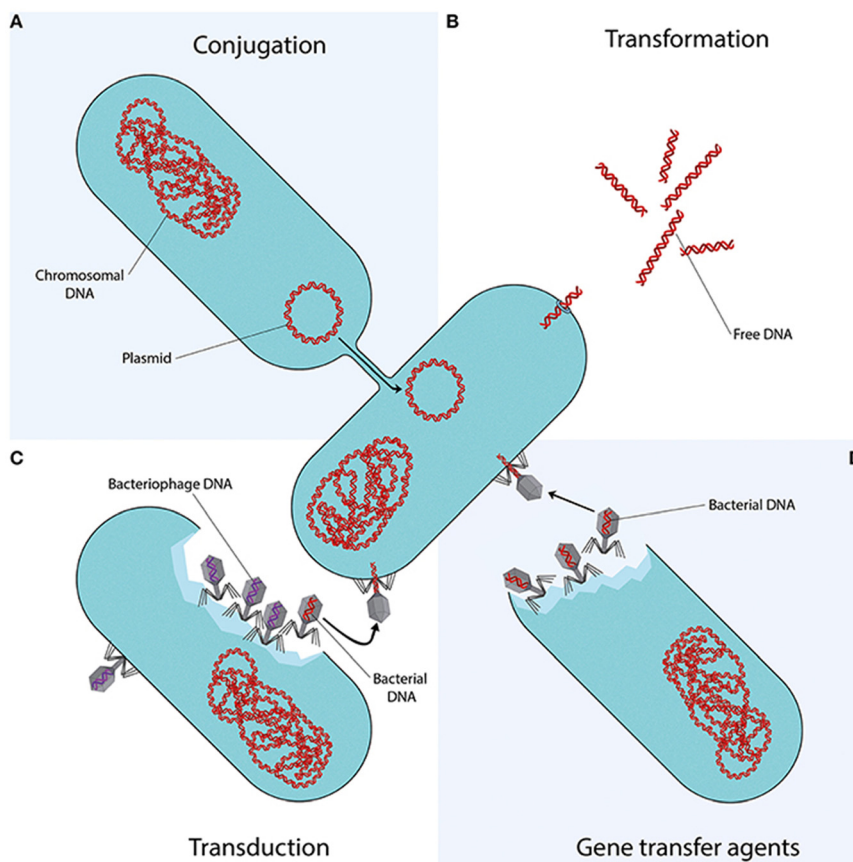 A
Conjugation
Chromosomal
DNA
Plasmid
B
Transformation
Free DNA
C
Bacteriophage DNA
Bacterial
DNA
Transduction
D
Bacterial DNA
Gene transfer agents